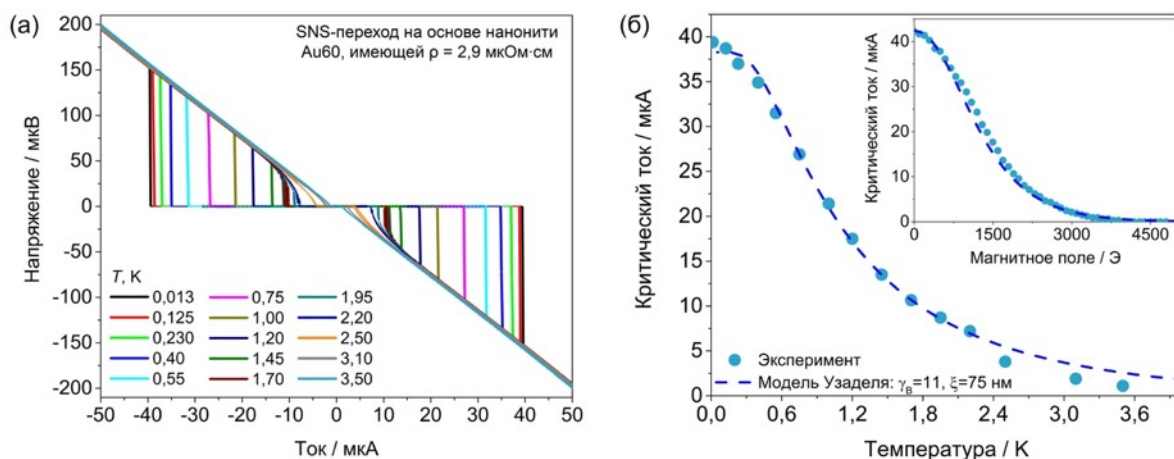 (а)
200
150
100
50
0
-50
-100
-150
-200
Напряжение / мкВ
SNS-переход на основе нанонити
Au60, имеющей ρ = 2,9 мкОм·см
T, K
0,013 0,75 1,95
0,125 1,00 2,20
0,230 1,20 2,50
0,40 1,45 3,10
0,55 1,70 3,50
-50 -40 -30 -20 -10 0 10 20 30 40 50
Ток / мкА
(б)
40
35
30
25
20
15
10
5
0
Критический ток / мкА
40
30
20
10
0
Критический ток / мкА
0 1500 3000 4500
Магнитное поле / Э
Эксперимент
Модель Узаделя: γB=11, ξ=75 нм
0,0 0,6 1,2 1,8 2,4 3,0 3,6
Температура / K